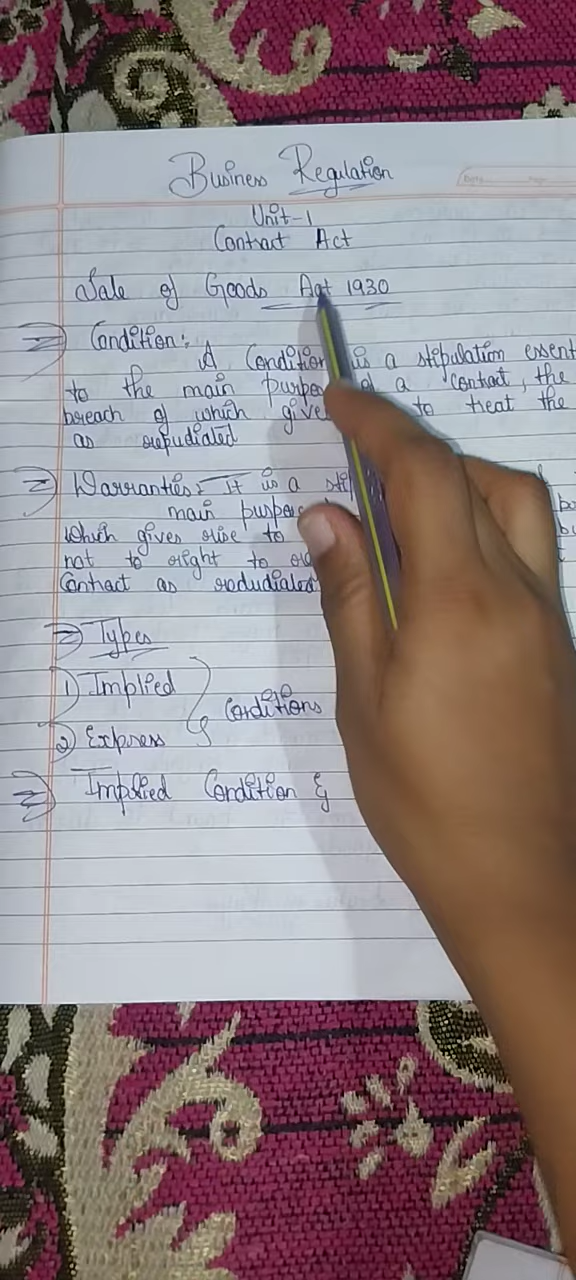 Business Regulation
Unit-1
Contract Act
Sale of Goods Act 1930
Condition:
A Condition is a stipulation essent
to the main purpose of a contract, the
breach of which give to treat the
as repudiated
Warranties: It is a
main purpose
which gives rise to
not to right to
Contract as redudiated
Types
1) Implied
Conditions
2) Express
Implied Condition &